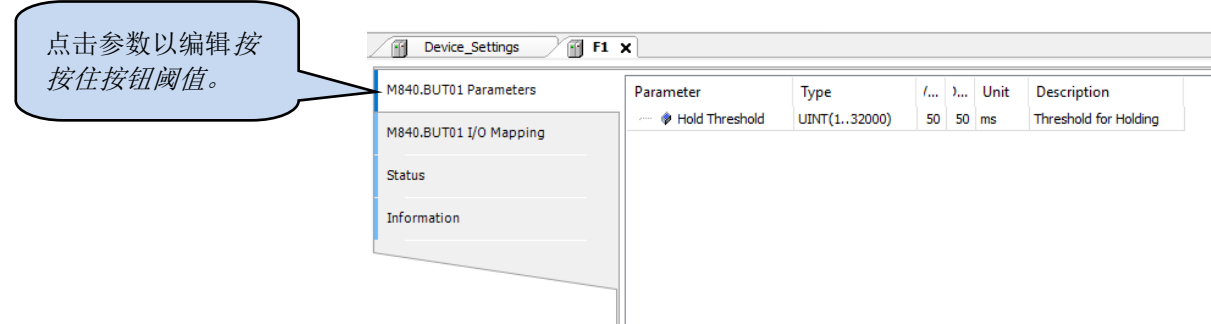 点击参数以编辑按
按住按钮阈值。
Device_Settings F1
M840.BUT01 Parameters
M840.BUT01 I/O Mapping
Status
Information
Parameter Type Unit Description
Hold Threshold UINT(1..32000) 50 50 ms Threshold for Holding